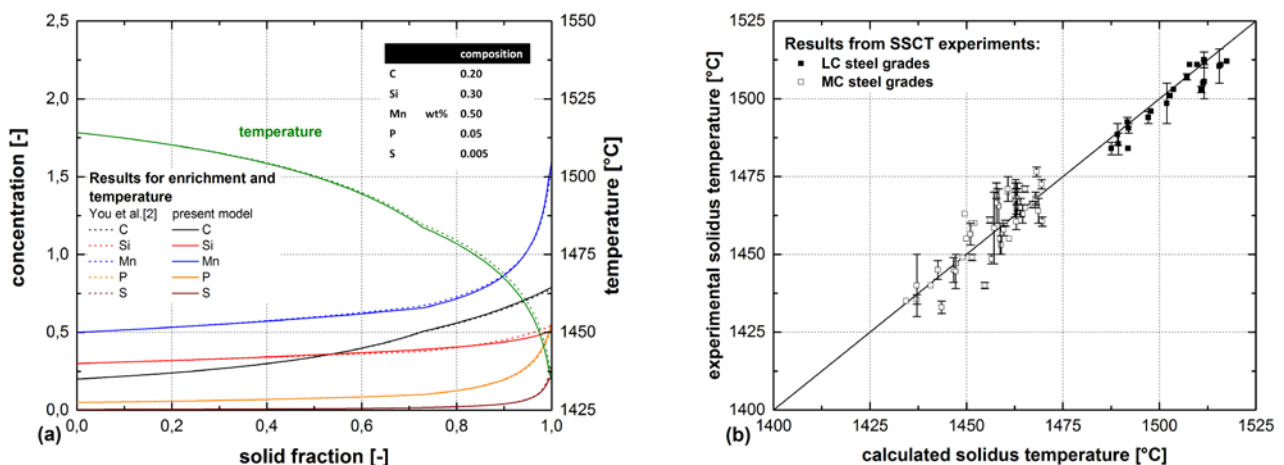 2,5
2,0
1,5
1,0
0,5
0,0
concentration [-]
0,0 0,2 0,4 0,6 0,8 1,0
(a)
solid fraction [-]
1550
1525
1500
1475
1450
1425
temperature [°C]
temperature
composition
C 0.20
Si 0.30
Mn wt% 0.50
P 0.05
S 0.005
Results for enrichment and
temperature
You et al.[2] present model
C C
Si Si
Mn Mn
P P
S S
1525
1500
1475
1450
1425
1400
experimental solidus temperature [°C]
Results from SSCT experiments:
LC steel grades
MC steel grades
1400 1425 1450 1475 1500 1525
(b)
calculated solidus temperature [°C]